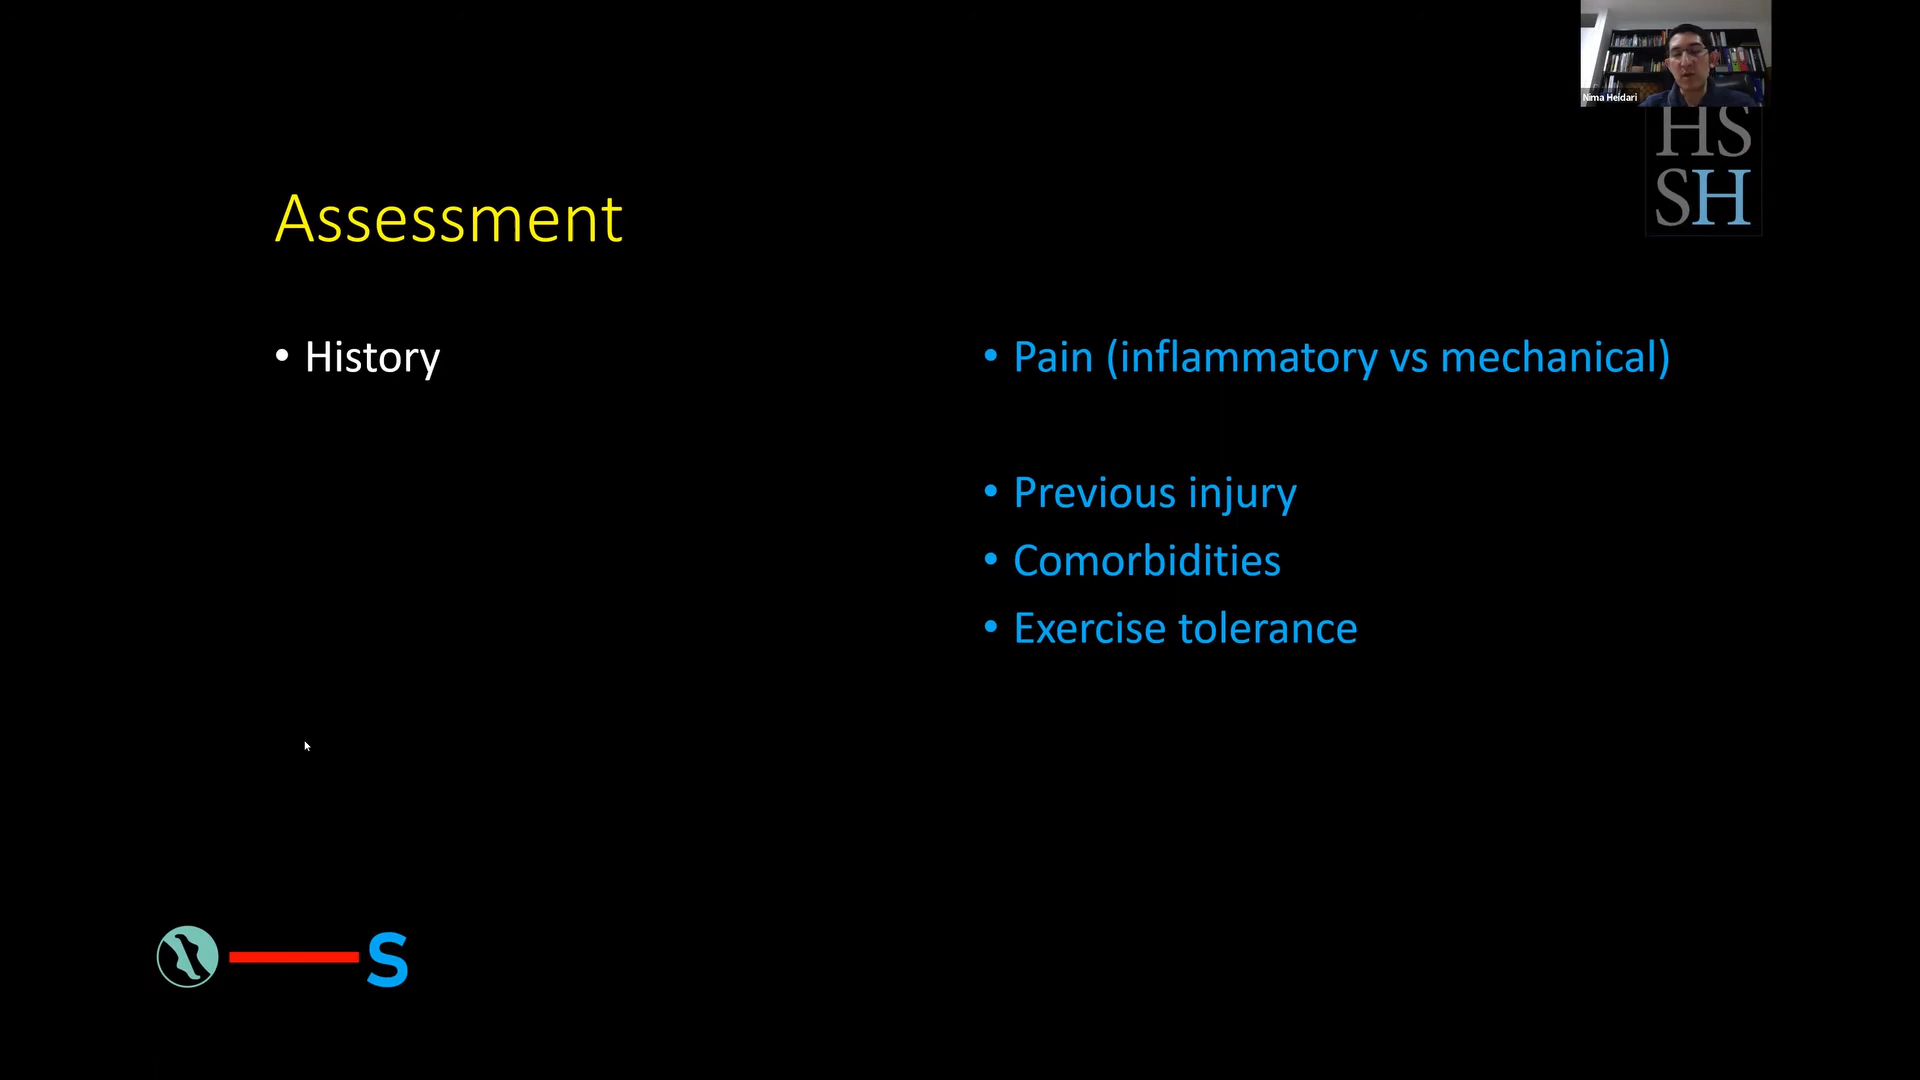 Nima Heidari
HS
SH
Assessment
• History
• Pain (inflammatory vs mechanical)
• Previous injury
• Comorbidities
• Exercise tolerance
S